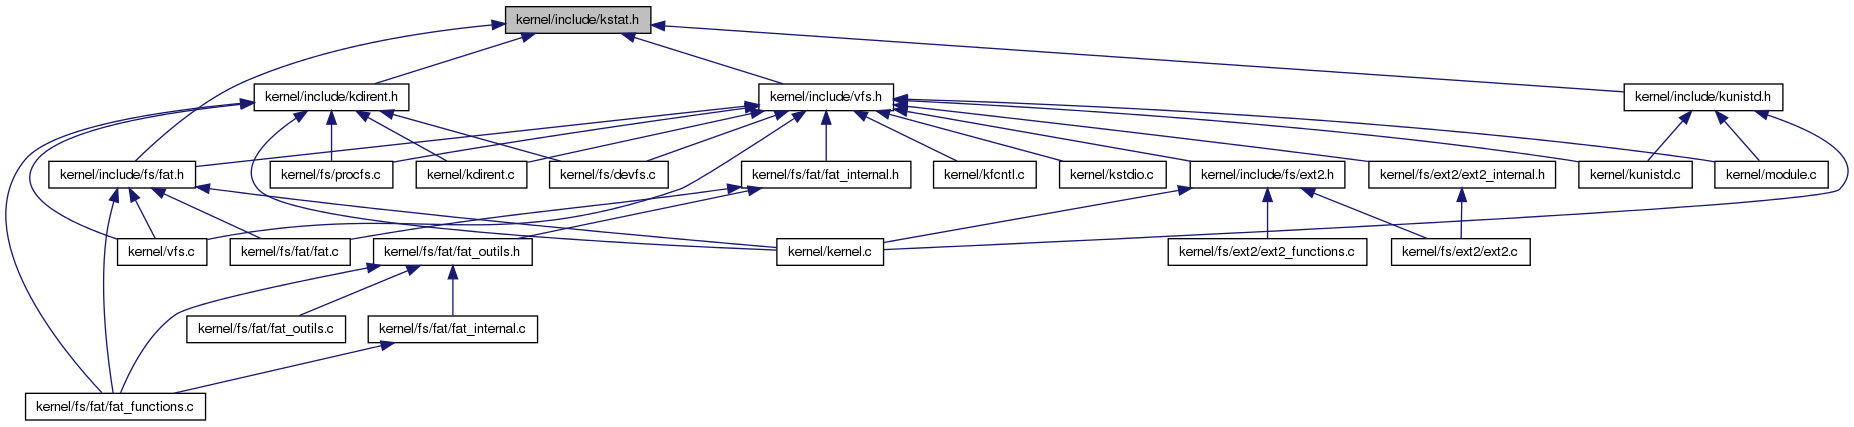 kernel/include/kstat.h
kernel/include/kdirent.h
kernel/include/vfs.h
kernel/include/kunistd.h
kernel/include/fs/fat.h
kernel/fs/procfs.c
kernel/kdirent.c
kernel/fs/devfs.c
kernel/fs/fat/fat_internal.h
kernel/kfcntl.c
kernel/kstdio.c
kernel/include/fs/ext2.h
kernel/fs/ext2/ext2_internal.h
kernel/kunistd.c
kernel/module.c
kernel/vfs.c
kernel/fs/fat/fat.c
kernel/fs/fat/fat_outils.h
kernel/kernel.c
kernel/fs/ext2/ext2_functions.c
kernel/fs/ext2/ext2.c
kernel/fs/fat/fat_outils.c
kernel/fs/fat/fat_internal.c
kernel/fs/fat/fat_functions.c